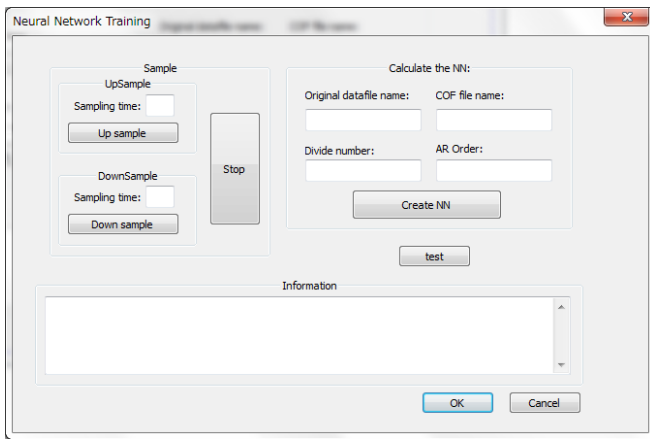 Neural Network Training
Sample
UpSample
Sampling time:
Up sample
DownSample
Sampling time:
Down sample
Stop
Calculate the NN:
Original datafile name:
COF file name:
Divide number:
AR Order:
Create NN
test
Information
OK
Cancel